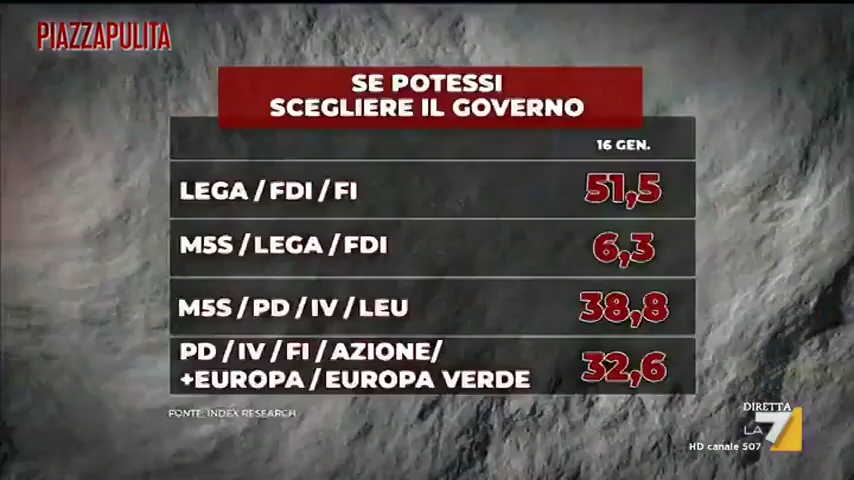 PIAZZAPULITA
SE POTESSI
SCEGLIERE IL GOVERNO
16 GEN.
LEGA / FDI / FI 51,5
M5S / LEGA / FDI 6,3
M5S / PD / IV / LEU 38,8
PD / IV / FI / AZIONE/
+EUROPA / EUROPA VERDE 32,6
FONTE: INDEX RESEARCH
DIRETTA
LA 7
HD canale 507